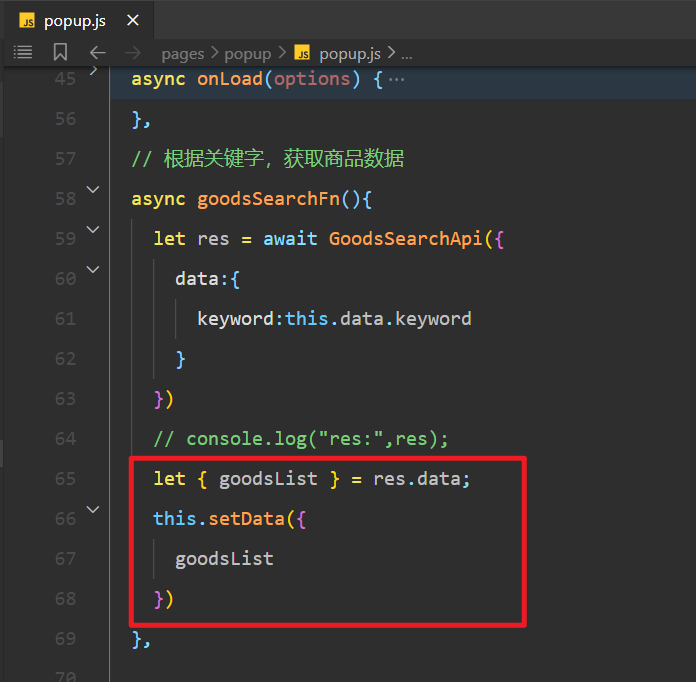 JS popup.js ×
pages > popup > JS popup.js > ...
45 async onLoad(options) { ...
56 },
57 // 根据关键字，获取商品数据
58 async goodsSearchFn(){
59 let res = await GoodsSearchApi({
60 data:{
61 keyword:this.data.keyword
62 }
63 })
64 // console.log("res:",res);
65 let { goodsList } = res.data;
66 this.setData({
67 goodsList
68 })
69 },
70